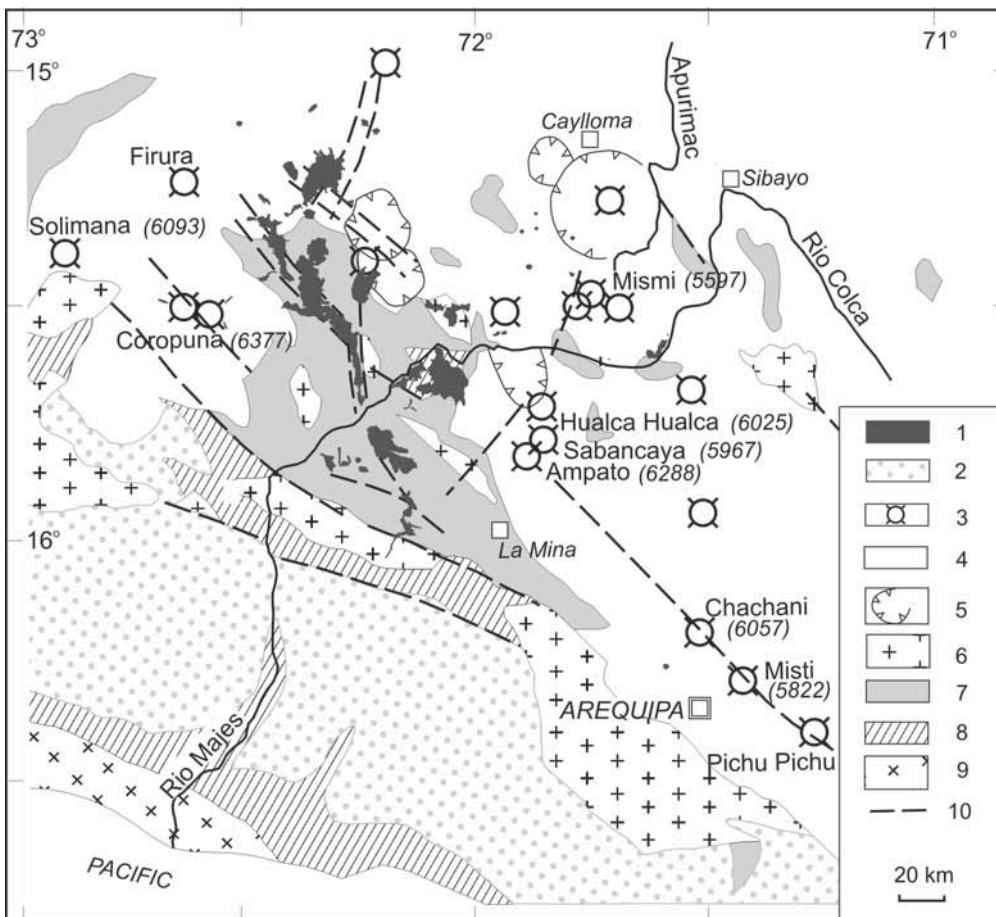 73°
72°
71°
15°
Apurimac
Caylloma
Sibayo
Firura
Solimana (6093)
Rio Colca
Mismi (5597)
Coropuna (6377)
Hualca Hualca (6025)
Sabancaya (5967)
Ampato (6288)
16°
La Mina
Chachani
(6057)
Misti
(5822)
AREQUIPA
Pichu Pichu
Rio Majes
PACIFIC
1
2
3
4
5
6
7
8
9
10
20 km